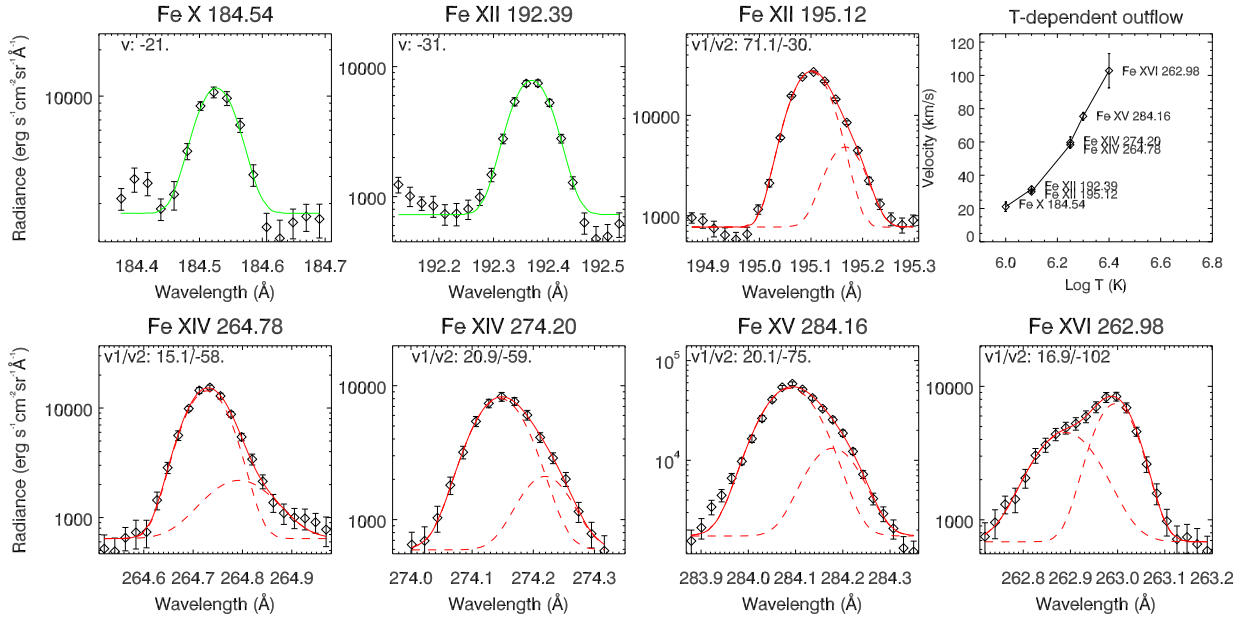 Fe X 184.54
Fe XII 192.39
Fe XII 195.12
T-dependent outflow
v: -21.
v: -31.
v1/v2: 71.1/-30.
Radiance (erg s⁻¹cm⁻²sr⁻¹Å⁻¹)
10000
10000
1000
10000
1000
Velocity (km/s)
120
100
80
60
40
20
0
Fe XVI 262.98
Fe XV 284.16
Fe XIV 274.20
Fe XIV 264.78
Fe XII 192.39
Fe XII 195.12
Fe X 184.54
184.4 184.5 184.6 184.7
192.2 192.3 192.4 192.5
194.9 195.0 195.1 195.2 195.3
6.0 6.2 6.4 6.6 6.8
Wavelength (Å)
Wavelength (Å)
Wavelength (Å)
Log T (K)
Fe XIV 264.78
Fe XIV 274.20
Fe XV 284.16
Fe XVI 262.98
v1/v2: 15.1/-58.
v1/v2: 20.9/-59.
v1/v2: 20.1/-75.
v1/v2: 16.9/-102
Radiance (erg s⁻¹cm⁻²sr⁻¹Å⁻¹)
10000
1000
10000
1000
10⁵
10⁴
10000
1000
264.6 264.7 264.8 264.9
274.0 274.1 274.2 274.3
283.9 284.0 284.1 284.2 284.3
262.8 262.9 263.0 263.1 263.2
Wavelength (Å)
Wavelength (Å)
Wavelength (Å)
Wavelength (Å)